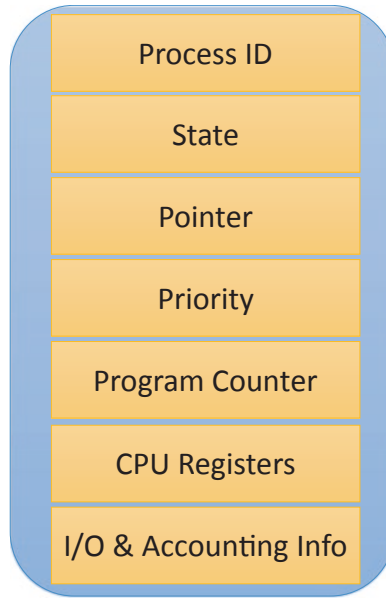 Process ID
State
Pointer
Priority
Program Counter
CPU Registers
I/O & Accounting Info